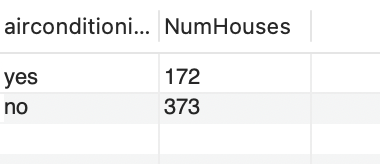 airconditioni... NumHouses
yes 172
no 373